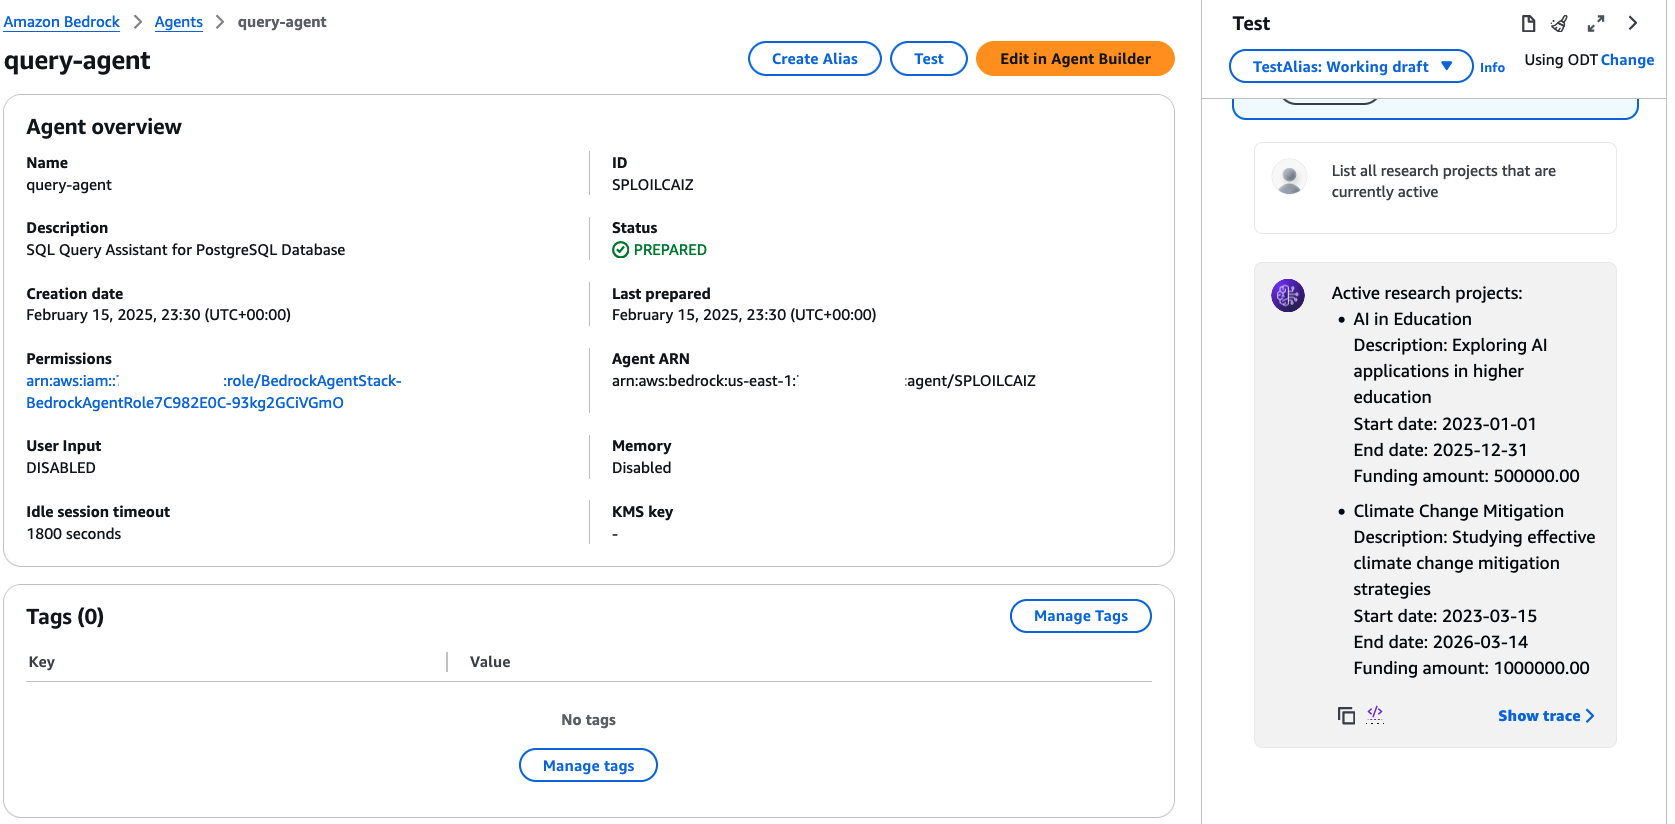 Amazon Bedrock > Agents > query-agent
query-agent
Create Alias
Test
Edit in Agent Builder
Agent overview
Name
query-agent
ID
SPLOILCAIZ
Description
SQL Query Assistant for PostgreSQL Database
Status
PREPARED
Creation date
February 15, 2025, 23:30 (UTC+00:00)
Last prepared
February 15, 2025, 23:30 (UTC+00:00)
Permissions
arn:aws:iam:: :role/BedrockAgentStack-
BedrockAgentRole7C982E0C-93kg2GCiVGmO
Agent ARN
arn:aws:bedrock:us-east-1: :agent/SPLOILCAIZ
User Input
DISABLED
Memory
Disabled
Idle session timeout
1800 seconds
KMS key
-
Tags (0)
Manage Tags
Key
Value
No tags
Manage tags
Test
TestAlias: Working draft
Info
Using ODT Change
List all research projects that are
currently active
Active research projects:
• AI in Education
Description: Exploring AI
applications in higher
education
Start date: 2023-01-01
End date: 2025-12-31
Funding amount: 500000.00
• Climate Change Mitigation
Description: Studying effective
climate change mitigation
strategies
Start date: 2023-03-15
End date: 2026-03-14
Funding amount: 1000000.00
</> Show trace >